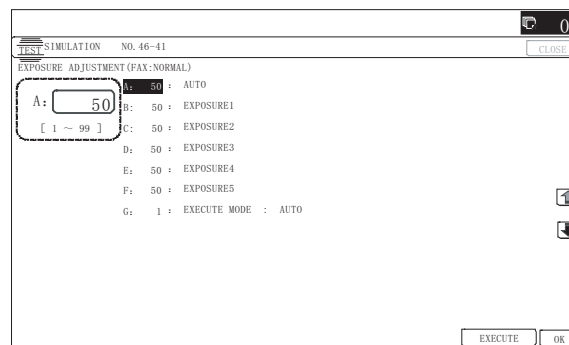 0
TEST SIMULATION NO. 46-41 CLOSE
EXPOSURE ADJUSTMENT(FAX:NORMAL)
A: 50
[ 1 ~ 99 ]
A: 50 : AUTO
B: 50 : EXPOSURE1
C: 50 : EXPOSURE2
D: 50 : EXPOSURE3
E: 50 : EXPOSURE4
F: 50 : EXPOSURE5
G: 1 : EXECUTE MODE : AUTO
EXECUTE OK